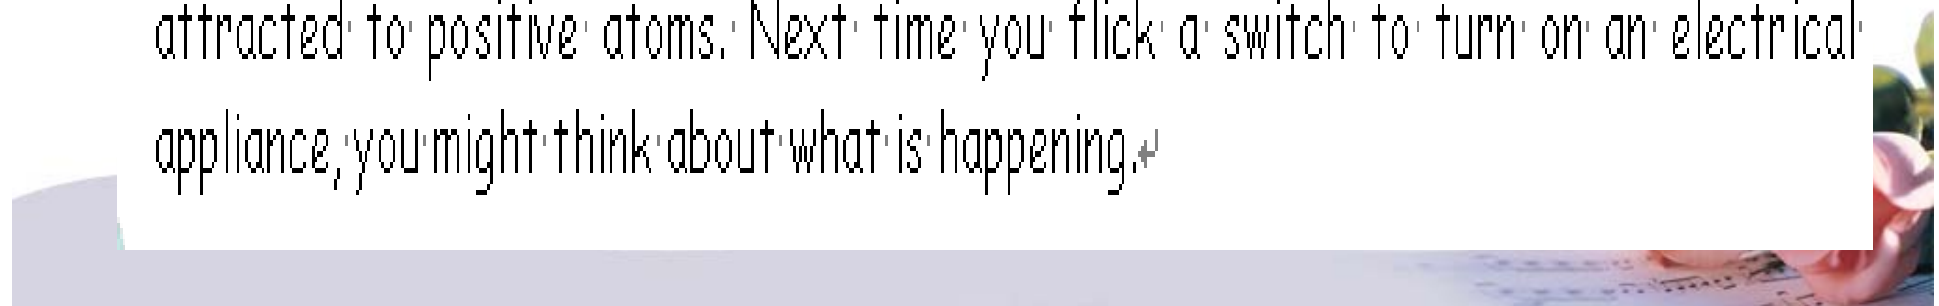 attracted to positive atoms. Next time you flick a switch to turn on an electrical
appliance, you might think about what is happening.